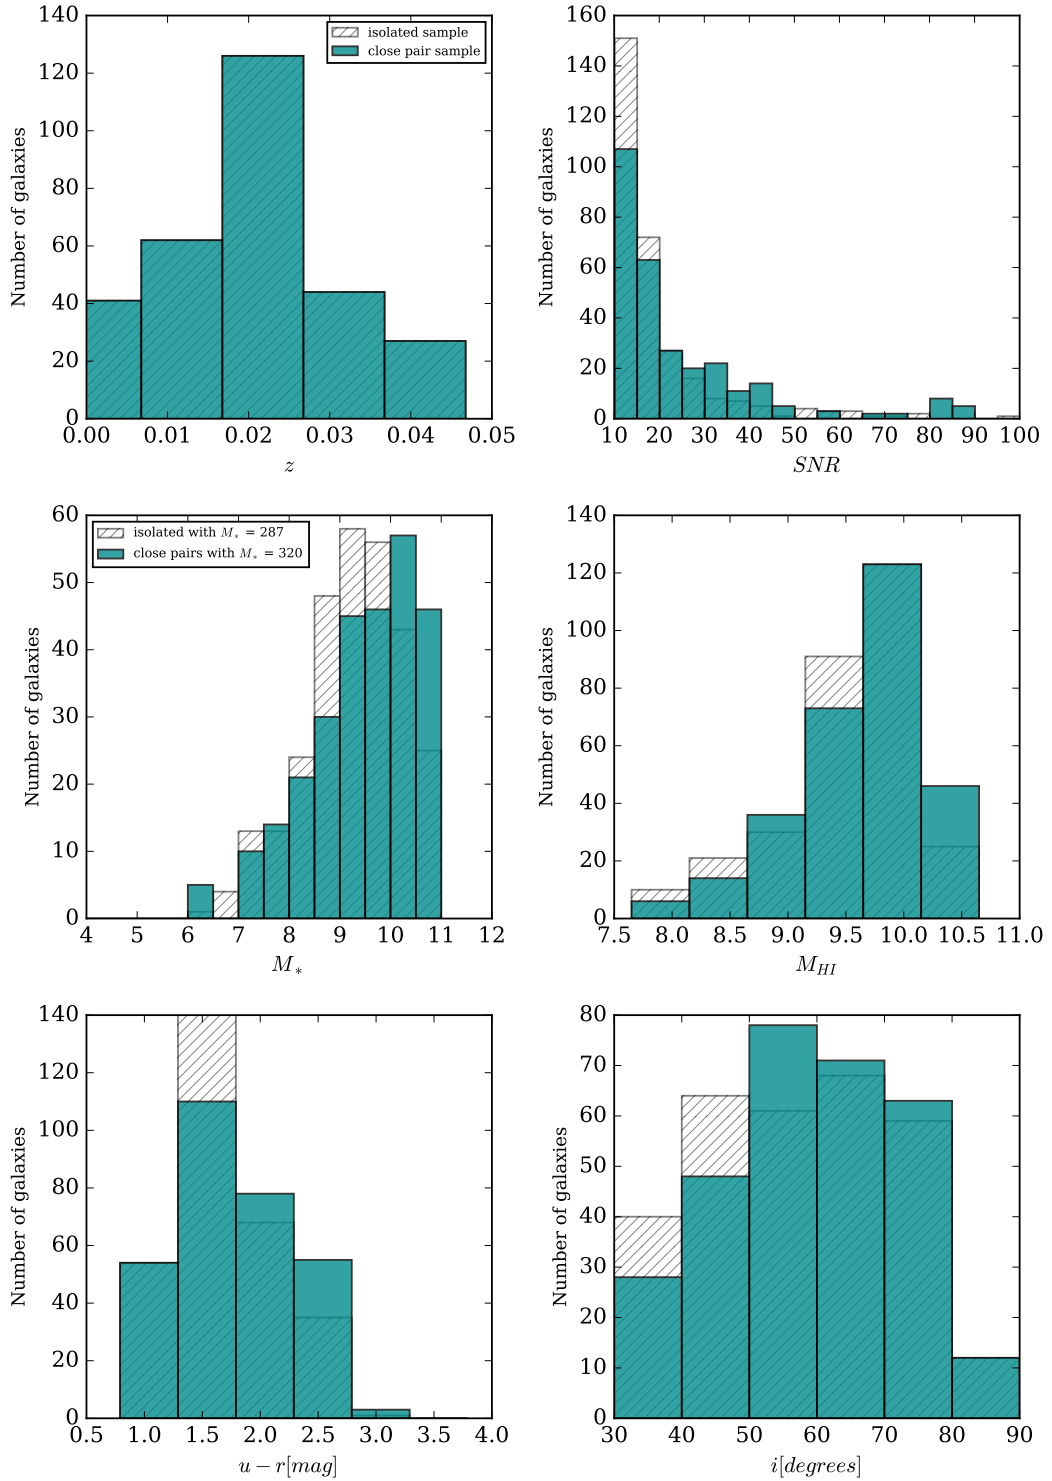 140
120
100
80
60
40
20
0
Number of galaxies
isolated sample
close pair sample
0.00 0.01 0.02 0.03 0.04 0.05
z
160
140
120
100
80
60
40
20
0
Number of galaxies
10 20 30 40 50 60 70 80 90 100
SNR
60
50
40
30
20
10
0
Number of galaxies
isolated with M* = 287
close pairs with M* = 320
4 5 6 7 8 9 10 11 12
M*
140
120
100
80
60
40
20
0
Number of galaxies
7.5 8.0 8.5 9.0 9.5 10.0 10.5 11.0
MHI
140
120
100
80
60
40
20
0
Number of galaxies
0.5 1.0 1.5 2.0 2.5 3.0 3.5 4.0
u − r[mag]
80
70
60
50
40
30
20
10
0
Number of galaxies
30 40 50 60 70 80 90
i[degrees]